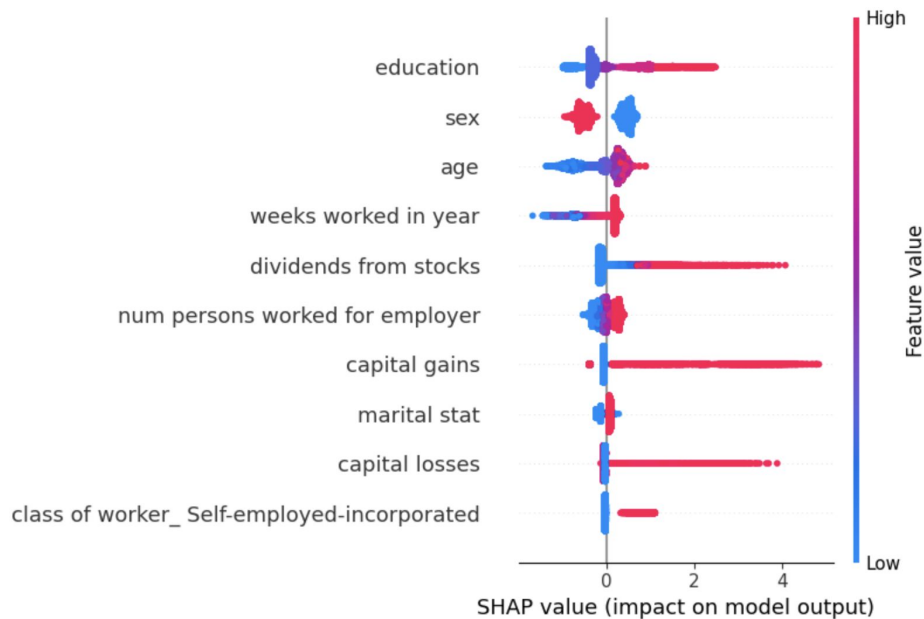 High
education
sex
age
weeks worked in year
dividends from stocks
num persons worked for employer
capital gains
marital stat
capital losses
class of worker_ Self-employed-incorporated
Feature value
Low
0 2 4
SHAP value (impact on model output)